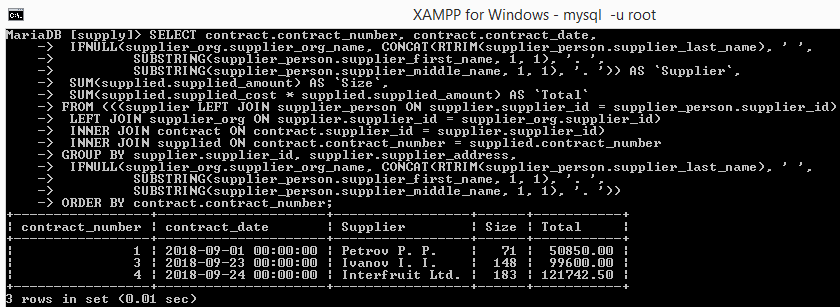 XAMPP for Windows - mysql -u root
MariaDB [supply]> SELECT contract.contract_number, contract.contract_date,
-> IFNULL(supplier_org.supplier_org_name, CONCAT(RTRIM(supplier_person.supplier_last_name), ' ',
-> SUBSTRING(supplier_person.supplier_first_name, 1, 1), '. ',
-> SUBSTRING(supplier_person.supplier_middle_name, 1, 1), '. ')) AS `Supplier`,
-> SUM(supplied.supplied_amount) AS `Size`,
-> SUM(supplied.supplied_cost * supplied.supplied_amount) AS `Total`
-> FROM (((supplier LEFT JOIN supplier_person ON supplier.supplier_id = supplier_person.supplier_id)
-> LEFT JOIN supplier_org ON supplier.supplier_id = supplier_org.supplier_id)
-> INNER JOIN contract ON contract.supplier_id = supplier.supplier_id)
-> INNER JOIN supplied ON contract.contract_number = supplied.contract_number
-> GROUP BY supplier.supplier_id, supplier.supplier_address,
-> IFNULL(supplier_org.supplier_org_name, CONCAT(RTRIM(supplier_person.supplier_last_name), ' ',
-> SUBSTRING(supplier_person.supplier_first_name, 1, 1), '. ',
-> SUBSTRING(supplier_person.supplier_middle_name, 1, 1), '. '))
-> ORDER BY contract.contract_number;
| contract_number | contract_date | Supplier | Size | Total |
| 1 | 2018-09-01 00:00:00 | Petrov P. P. | 71 | 50850.00 |
| 3 | 2018-09-23 00:00:00 | Ivanov I. I. | 148 | 99600.00 |
| 4 | 2018-09-24 00:00:00 | Interfruit Ltd. | 183 | 121742.50 |
3 rows in set (0.01 sec)